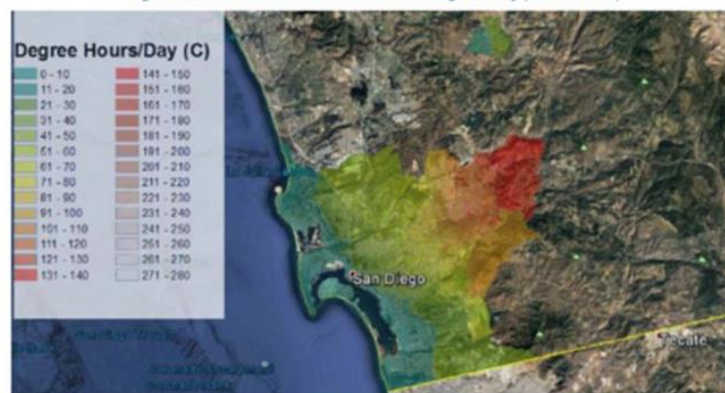 Degree Hours/Day (C)
0 - 10
11 - 20
21 - 30
31 - 40
41 - 50
51 - 60
61 - 70
71 - 80
81 - 90
91 - 100
101 - 110
111 - 120
121 - 130
131 - 140
141 - 150
151 - 160
161 - 170
171 - 180
181 - 190
191 - 200
201 - 210
211 - 220
221 - 230
231 - 240
241 - 250
251 - 260
261 - 270
271 - 280
San Diego
Tecate